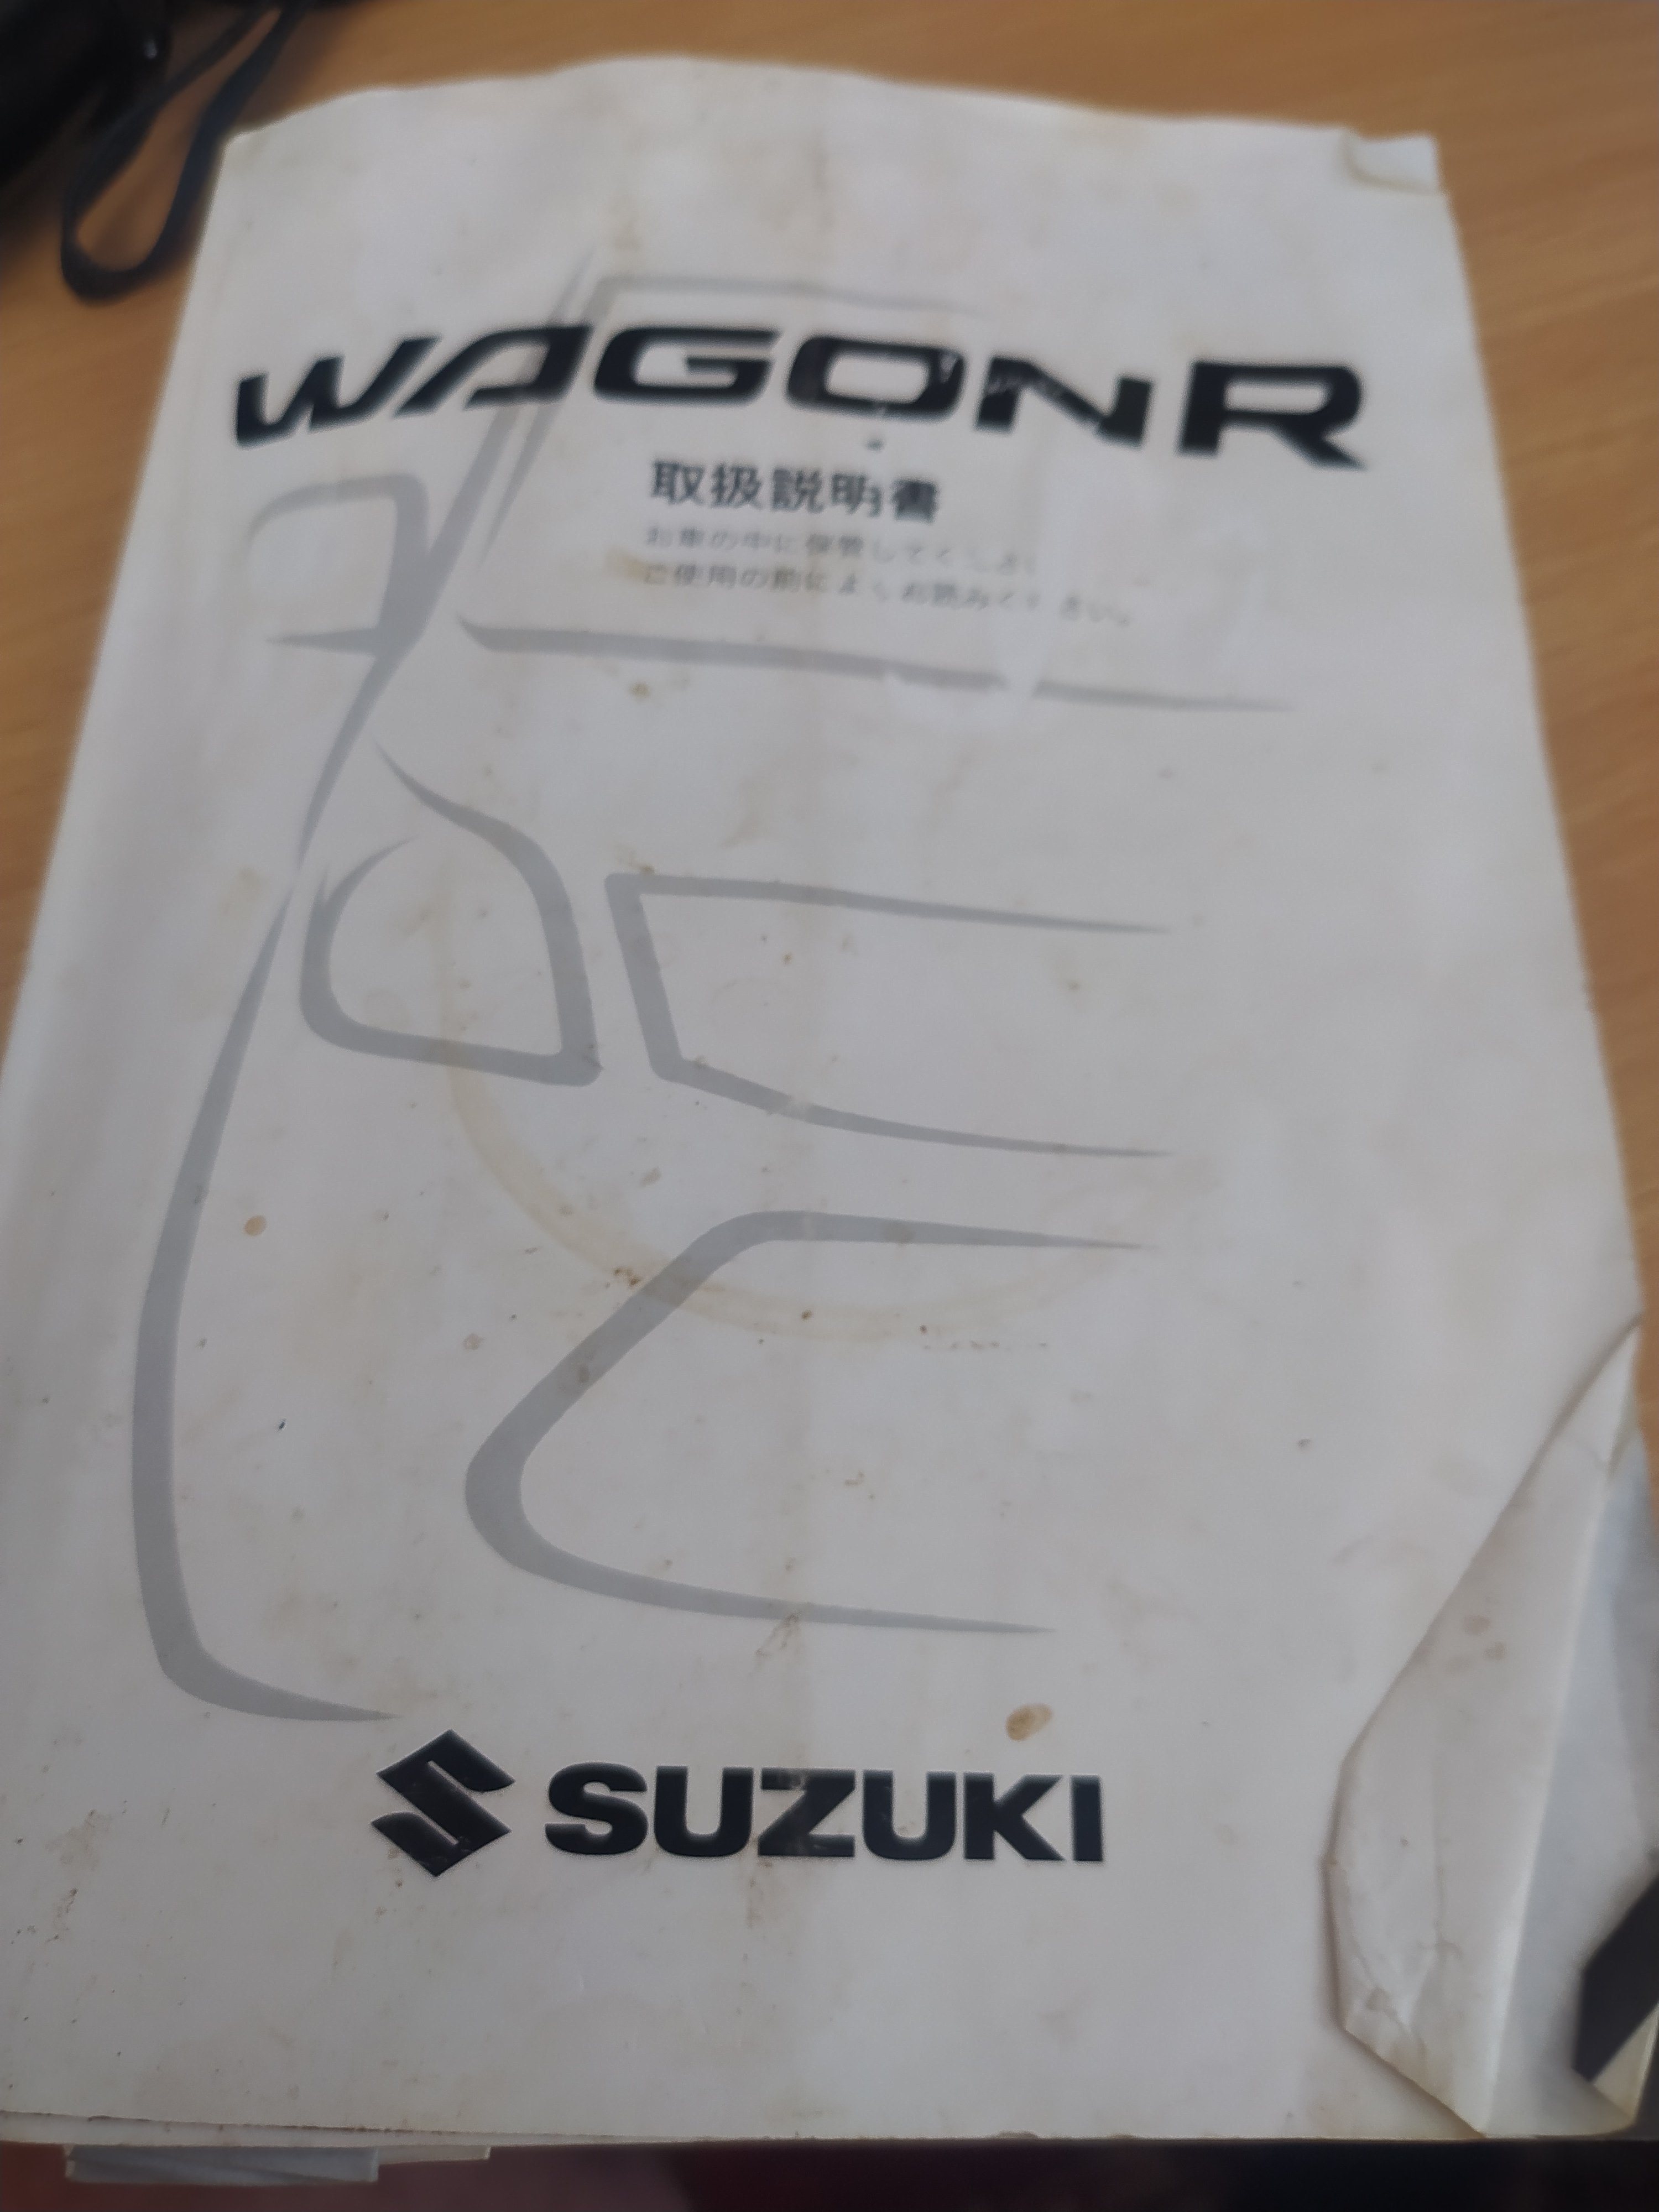 WAGON R
取扱説明書
お車の中に保管してください
ご使用の前によくお読みください。
SUZUKI